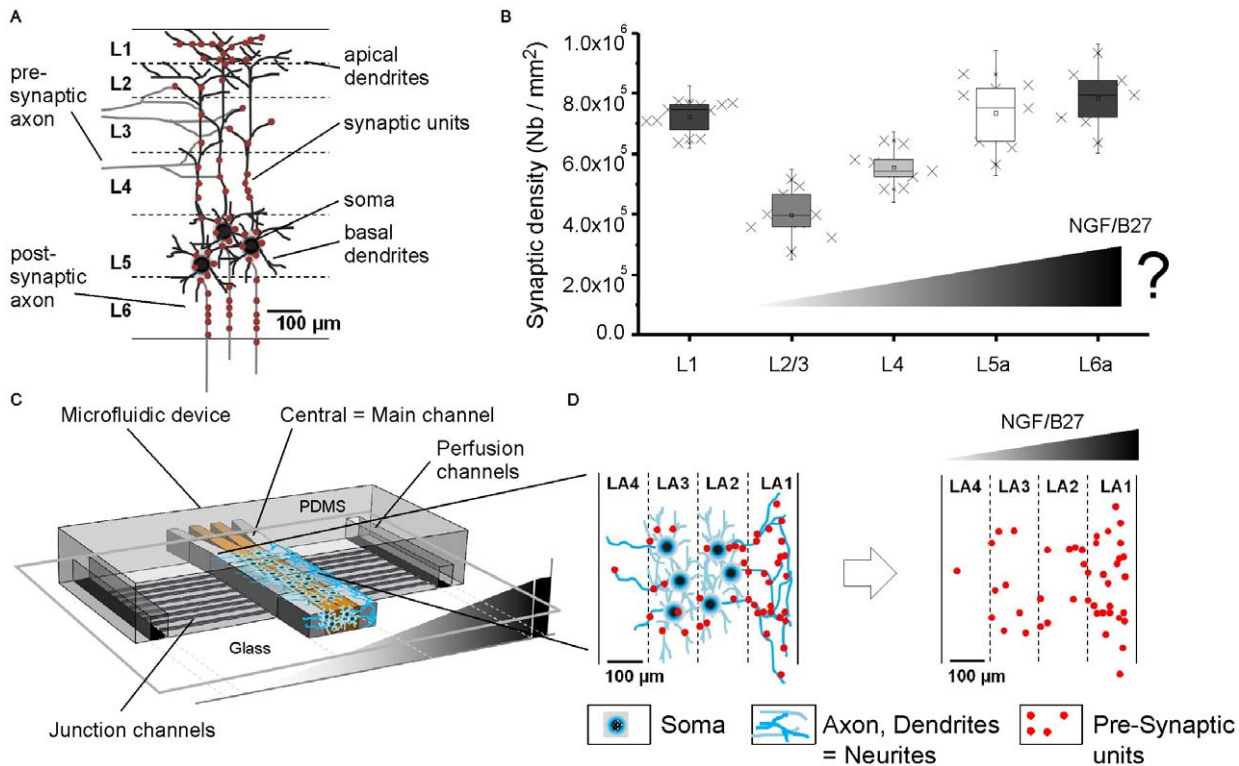 A
L1
L2
L3
L4
L5
L6
pre-
synaptic
axon
post-
synaptic
axon
apical
dendrites
synaptic units
soma
basal
dendrites
100 µm
B
Synaptic density (Nb / mm²)
1.0x10⁶
8.0x10⁵
6.0x10⁵
4.0x10⁵
2.0x10⁵
0.0
NGF/B27
?
L1
L2/3
L4
L5a
L6a
C
Microfluidic device
Central = Main channel
Perfusion
channels
PDMS
Glass
Junction channels
D
NGF/B27
LA4 LA3 LA2 LA1
LA4 LA3 LA2 LA1
100 µm
100 µm
Soma
Axon, Dendrites
= Neurites
Pre-Synaptic
units